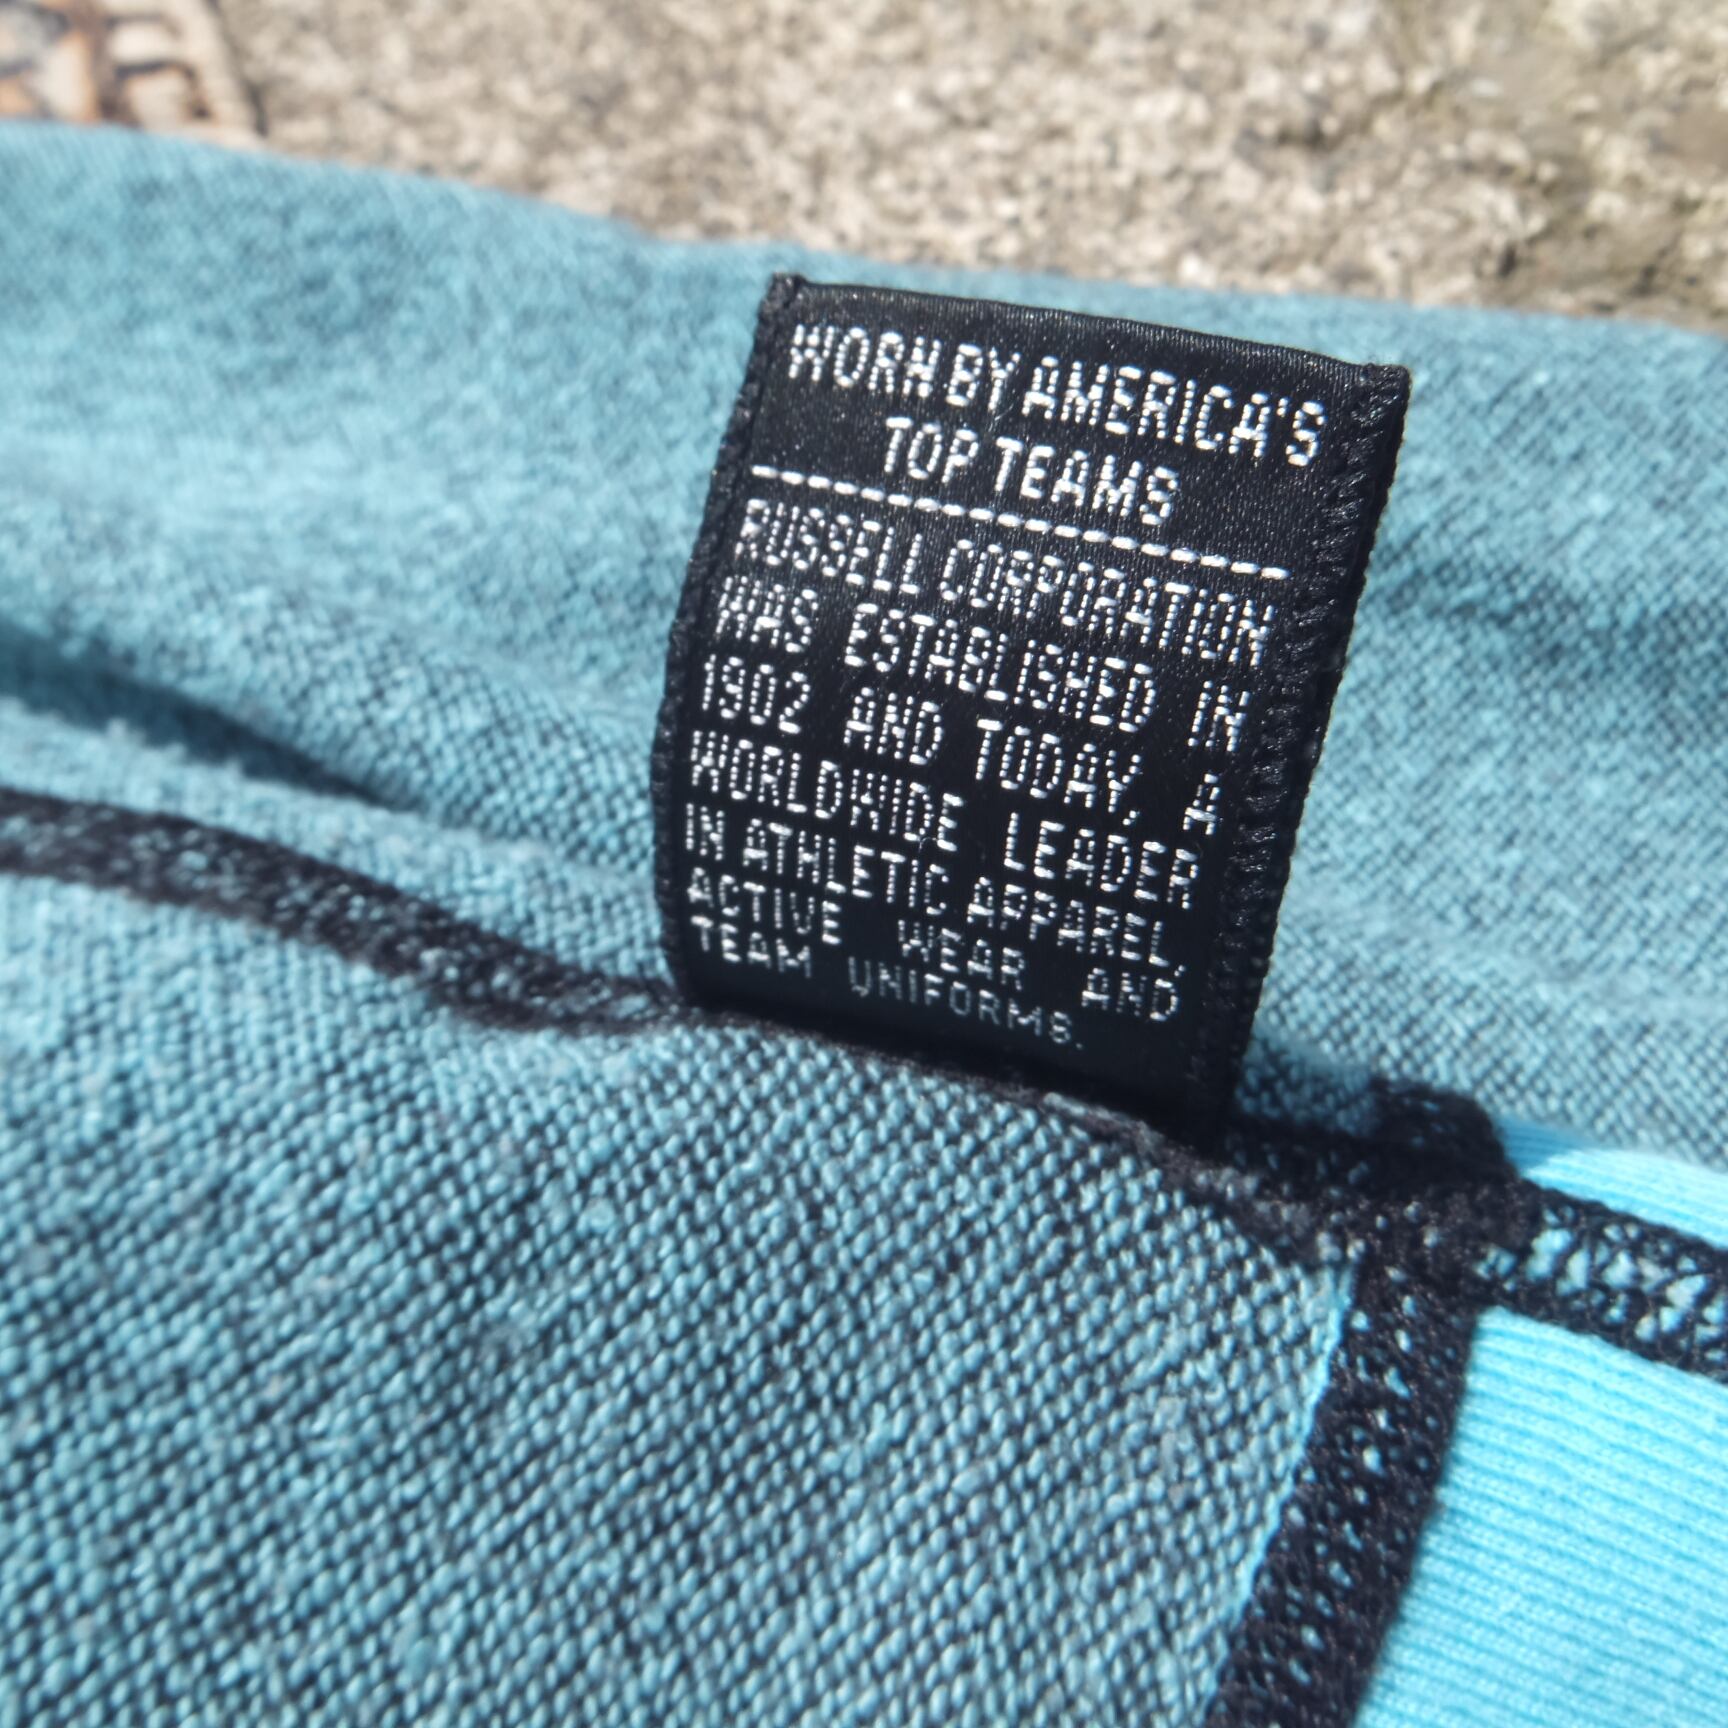 WORN BY AMERICA'S
TOP TEAMS
RUSSELL CORPORATION
WAS ESTABLISHED IN
1902 AND TODAY, A
WORLDWIDE LEADER
IN ATHLETIC APPAREL,
ACTIVE WEAR AND
TEAM UNIFORMS.